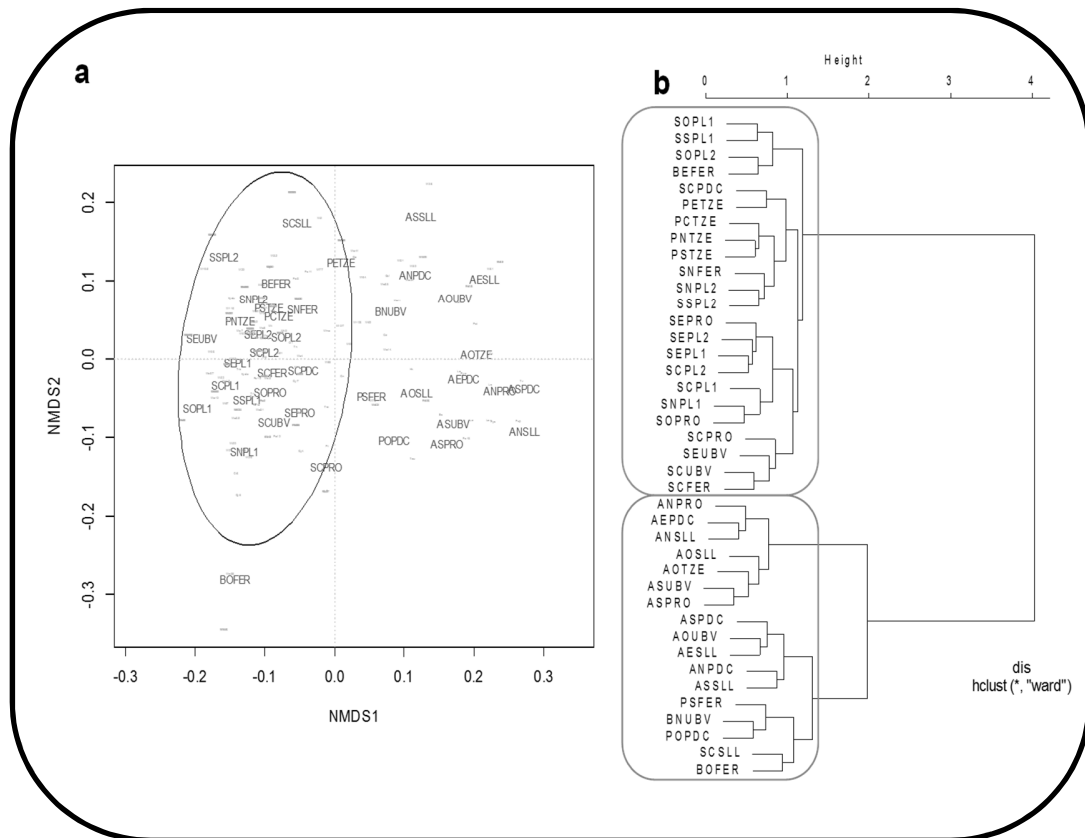 a
0.2
0.1
0.0
-0.1
-0.2
-0.3
NMDS2
SCSLL
ASSLL
SSPL2
PETZE
ANPDC
AESLL
BEFER
AOUBV
SNPL2
PSTZE
SNFER
BNUBV
PCTZE
PNTZE
SEUBV
SEPL2
SOPL2
SCPL2
AOTZE
SEPL1
SCFER
SCPDC
AEPDC
SCPL1
ASPDC
ANPRO
SOPRO
AOSLL
PSFER
SSPL1
SOPL1
SEPRO
SCUBV
ASUBV
ANSLL
POPDC
ASPRO
SNPL1
SCPRO
BOFER
-0.3 -0.2 -0.1 0.0 0.1 0.2 0.3
NMDS1
b
Height
0 1 2 3 4
SOPL1
SSPL1
SOPL2
BEFER
SCPDC
PETZE
PCTZE
PNTZE
PSTZE
SNFER
SNPL2
SSPL2
SEPRO
SEPL2
SEPL1
SCPL2
SCPL1
SNPL1
SOPRO
SCPRO
SEUBV
SCUBV
SCFER
ANPRO
AEPDC
ANSLL
AOSLL
AOTZE
ASUBV
ASPRO
ASPDC
AOUBV
AESLL
ANPDC
ASSLL
PSFER
BNUBV
POPDC
SCSLL
BOFER
dis
hclust (*, "ward")